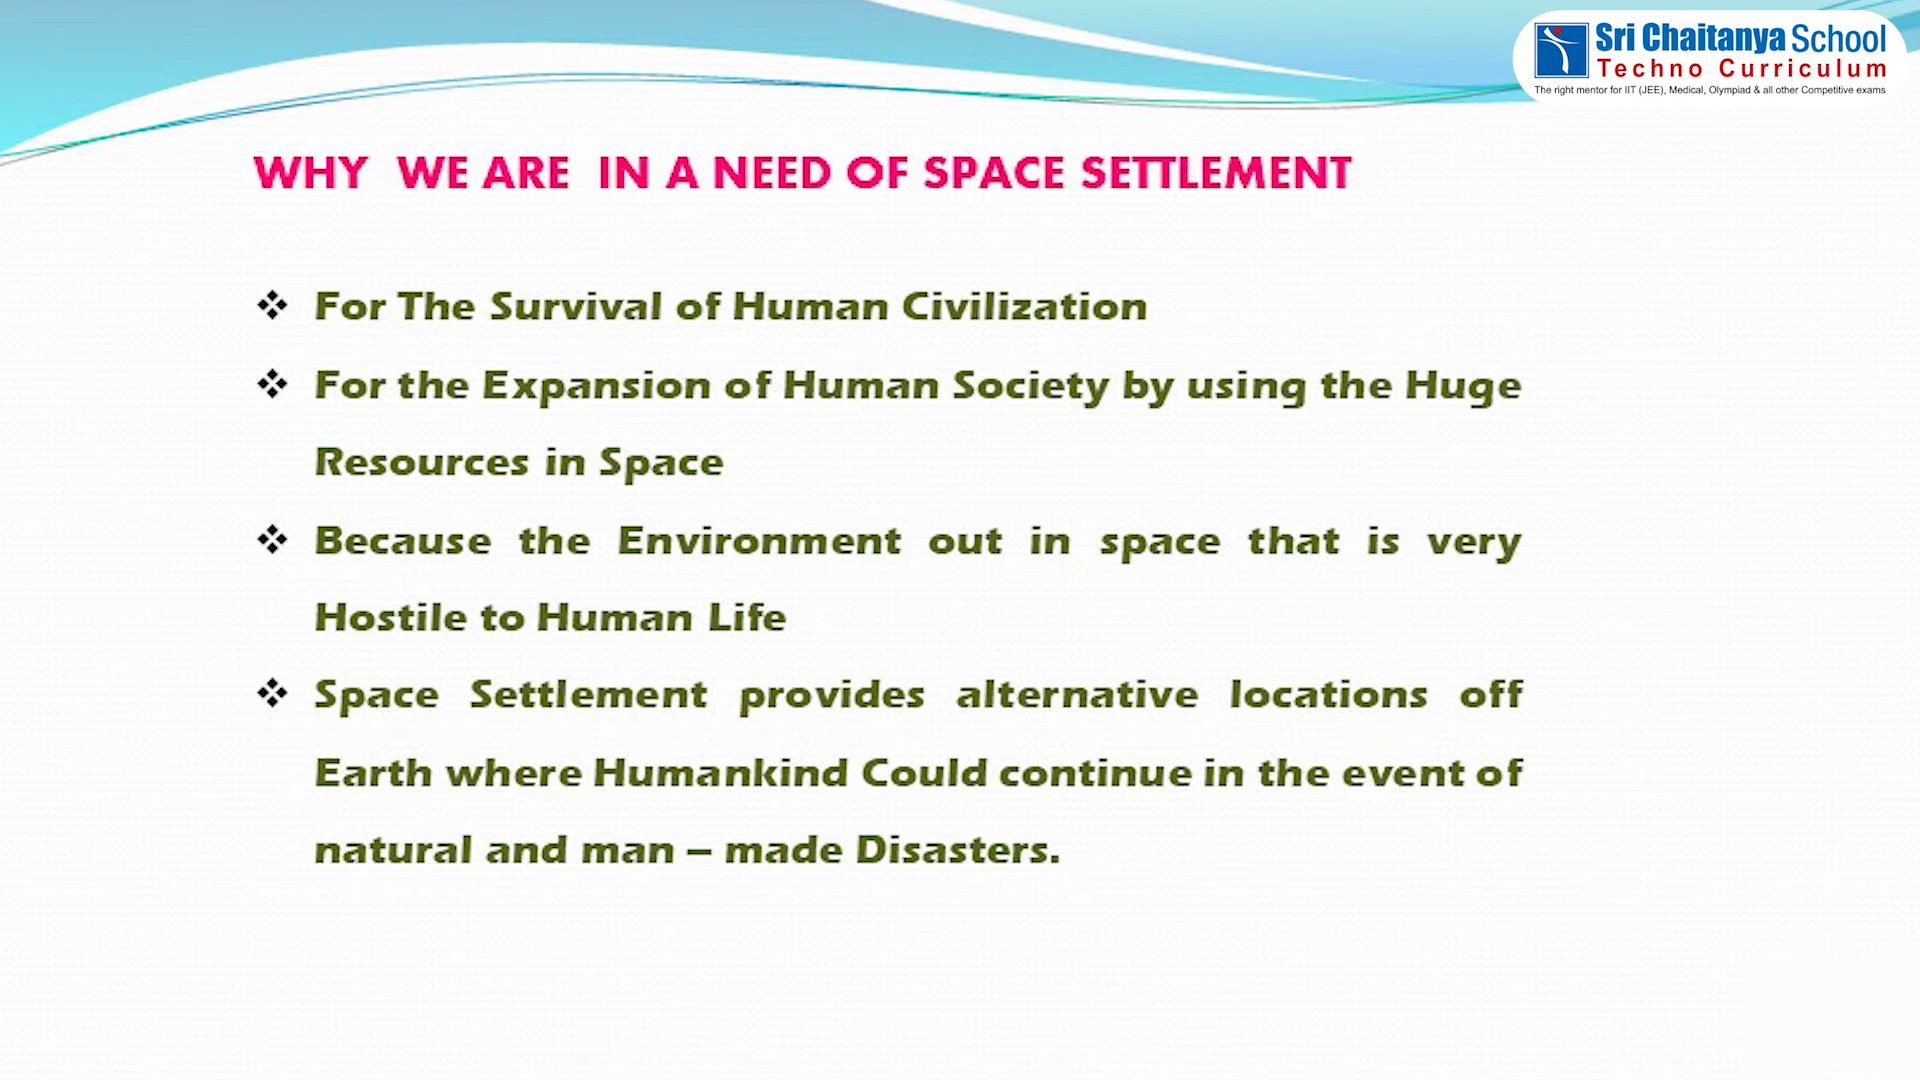 Sri Chaitanya School
Techno Curriculum
The right mentor for IIT (JEE), Medical, Olympiad & all other Competitive exams
WHY WE ARE IN A NEED OF SPACE SETTLEMENT
❖ For The Survival of Human Civilization
❖ For the Expansion of Human Society by using the Huge
Resources in Space
❖ Because the Environment out in space that is very
Hostile to Human Life
❖ Space Settlement provides alternative locations off
Earth where Humankind Could continue in the event of
natural and man – made Disasters.